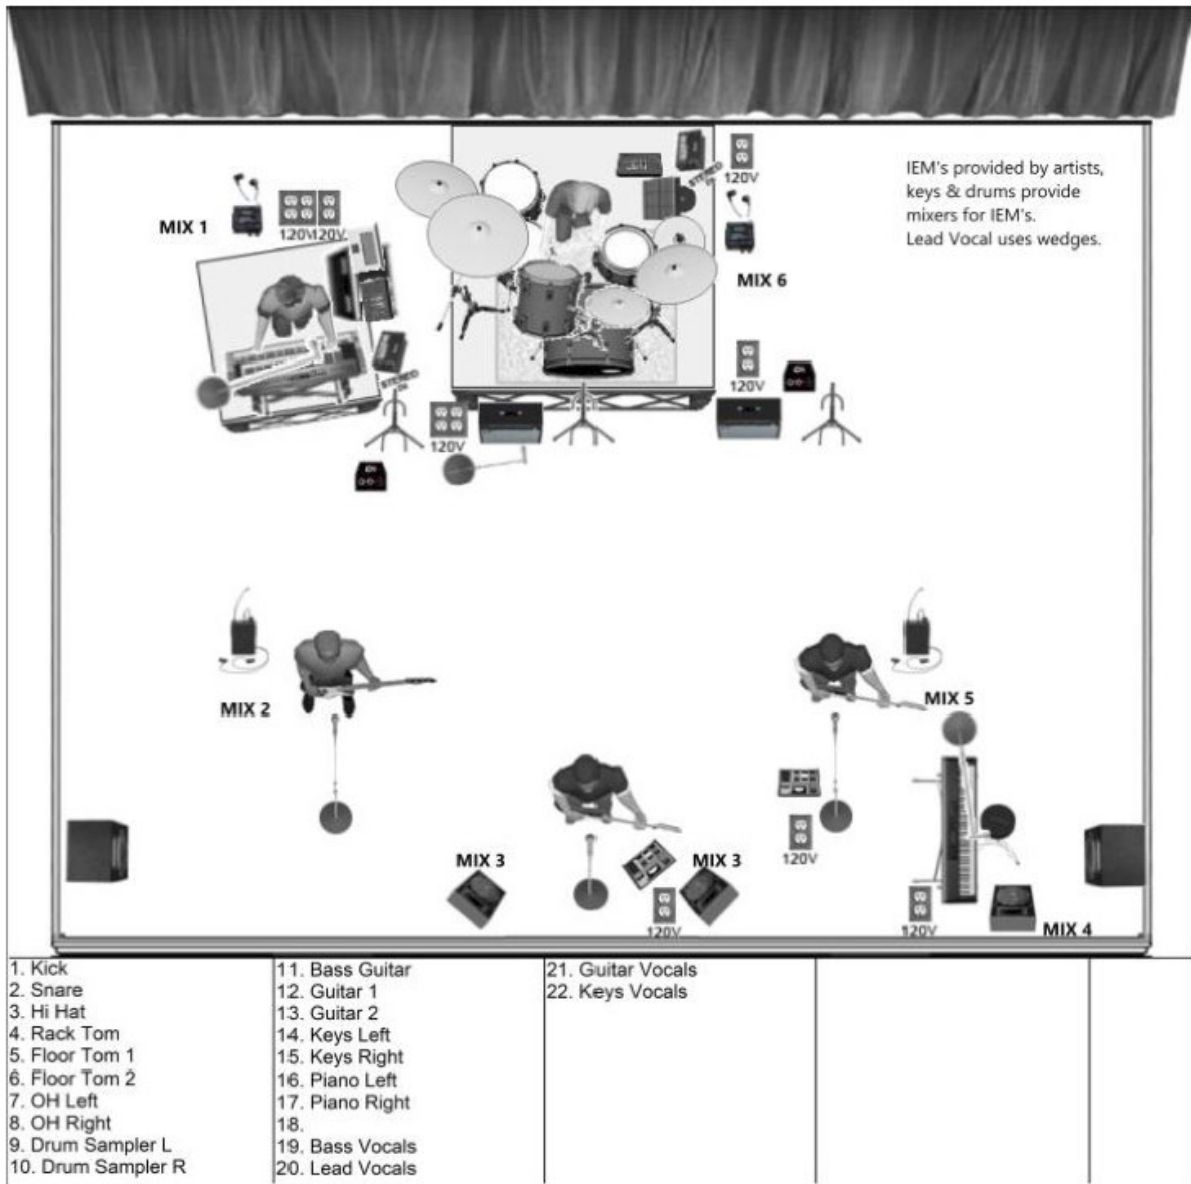 IEM's provided by artists,
keys & drums provide
mixers for IEM's.
Lead Vocal uses wedges.
120V
STEREO
MIX 1
120V120V
MIX 6
STEREO
120V
120V
MIX 2
MIX 5
MIX 3
MIX 3
120V
120V
120V
MIX 4
1. Kick
2. Snare
3. Hi Hat
4. Rack Tom
5. Floor Tom 1
6. Floor Tom 2
7. OH Left
8. OH Right
9. Drum Sampler L
10. Drum Sampler R
11. Bass Guitar
12. Guitar 1
13. Guitar 2
14. Keys Left
15. Keys Right
16. Piano Left
17. Piano Right
18.
19. Bass Vocals
20. Lead Vocals
21. Guitar Vocals
22. Keys Vocals